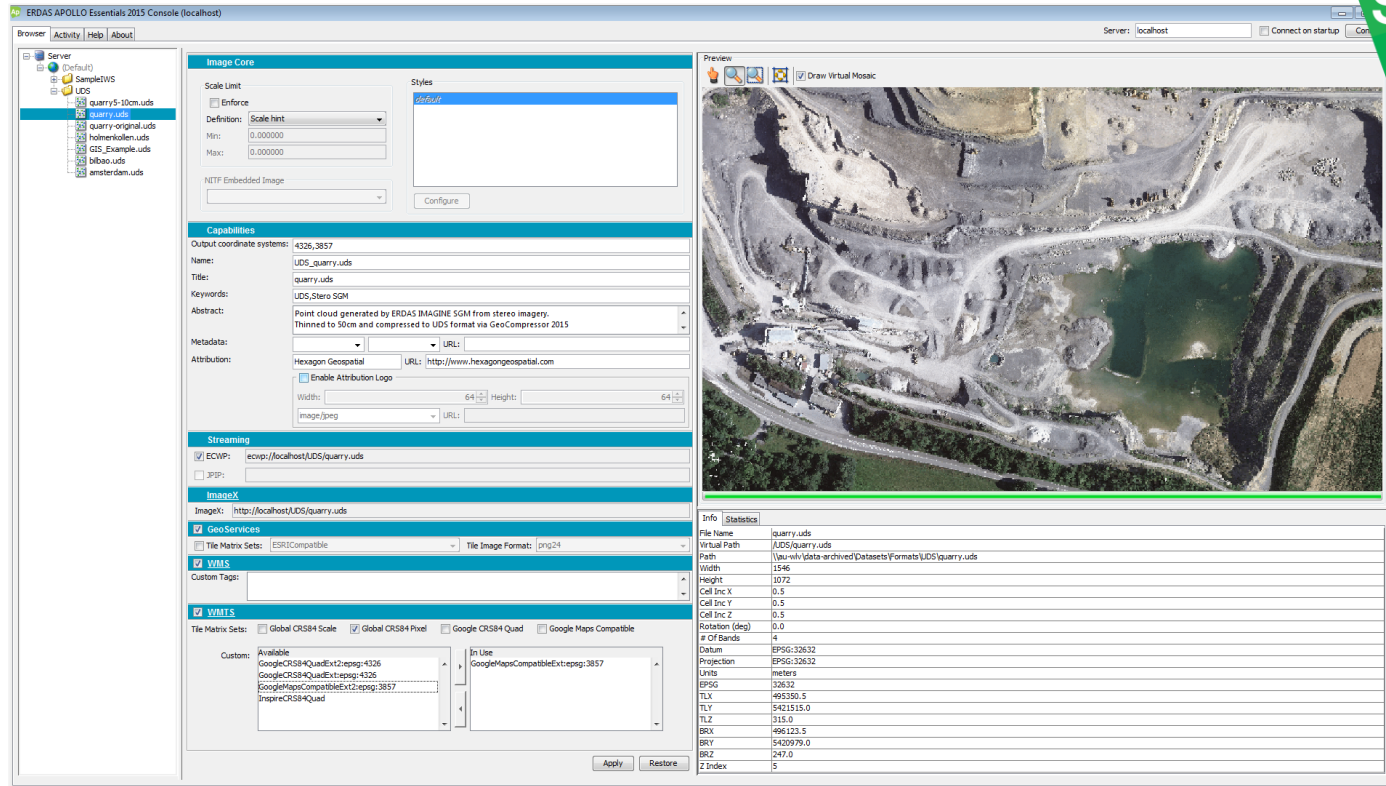 Ap ERDAS APOLLO Essentials 2015 Console (localhost)
Browser Activity Help About
Server: localhost Connect on startup
Server
(Default)
SampleIWS
UDS
quarry5-10cm.uds
quarry.uds
quarry-original.uds
holmenkollen.uds
GIS_Example.uds
bilbao.uds
amsterdam.uds
Image Core
Scale Limit
Enforce
Definition: Scale hint
Min: 0.000000
Max: 0.000000
NITF Embedded Image
Styles
default
Configure
Capabilities
Output coordinate systems: 4326,3857
Name: UDS_quarry.uds
Title: quarry.uds
Keywords: UDS,Stero SGM
Abstract: Point cloud generated by ERDAS IMAGINE SGM from stereo imagery.
Thinned to 50cm and compressed to UDS format via GeoCompressor 2015
Metadata: URL:
Attribution: Hexagon Geospatial URL: http://www.hexagongeospatial.com
Enable Attribution Logo
Width: 64 Height: 64
image/jpeg URL:
Streaming
ECWP: ecwp://localhost/UDS/quarry.uds
JPIP:
ImageX
ImageX: http://localhost/UDS/quarry.uds
GeoServices
Tile Matrix Sets: ESRICompatible Tile Image Format: png24
WMS
Custom Tags:
WMTS
Tile Matrix Sets: Global CRS84 Scale Global CRS84 Pixel Google CRS84 Quad Google Maps Compatible
Custom:
Available
GoogleCRS84QuadExt2:epsg:4326
GoogleCRS84QuadExt:epsg:4326
GoogleMapsCompatibleExt2:epsg:3857
InspireCRS84Quad
In Use
GoogleMapsCompatibleExt:epsg:3857
Apply Restore
Preview
Draw Virtual Mosaic
Info Statistics
File Name quarry.uds
Virtual Path /UDS/quarry.uds
Path \\au-wlv\data-archived\Datasets\Formats\UDS\quarry.uds
Width 1546
Height 1072
Cell Inc X 0.5
Cell Inc Y 0.5
Cell Inc Z 0.5
Rotation (deg) 0.0
# Of Bands 4
Datum EPSG:32632
Projection EPSG:32632
Units meters
EPSG 32632
TLX 495350.5
TLY 5421515.0
TLZ 315.0
BRX 496123.5
BRY 5420979.0
BRZ 247.0
Z Index 5